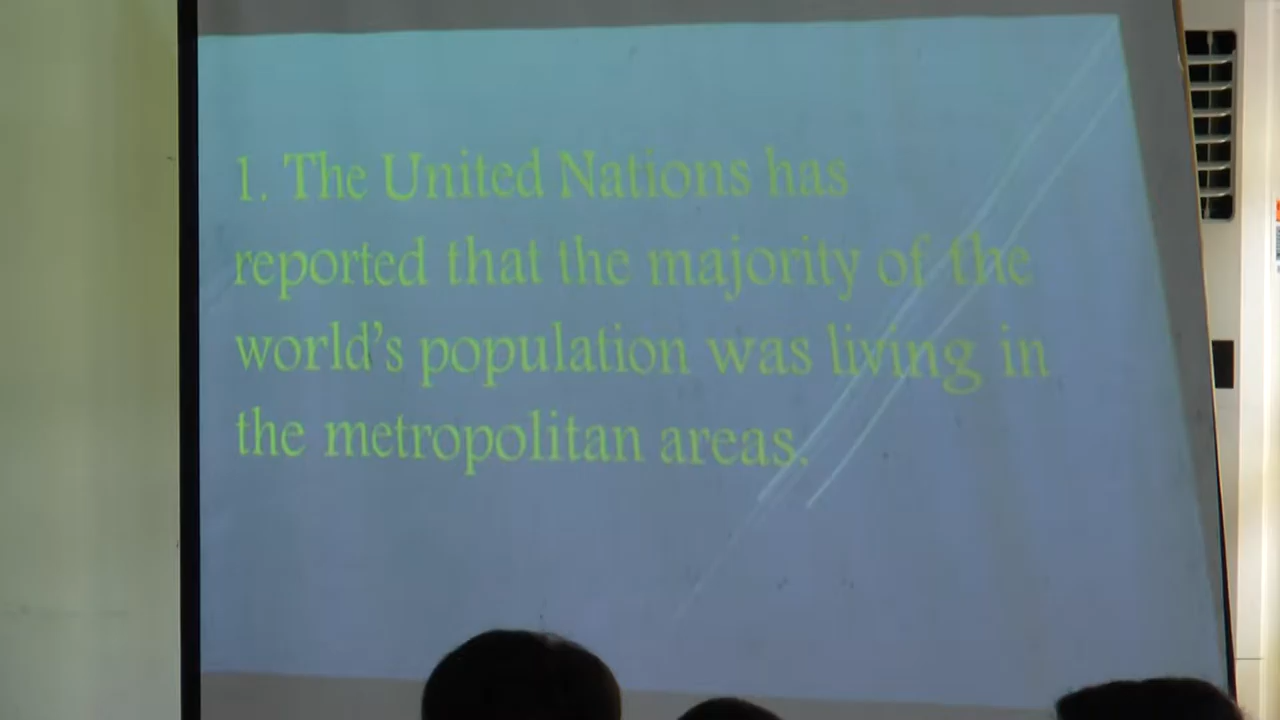 1. The United Nations has
reported that the majority of the
world's population was living in
the metropolitan areas.